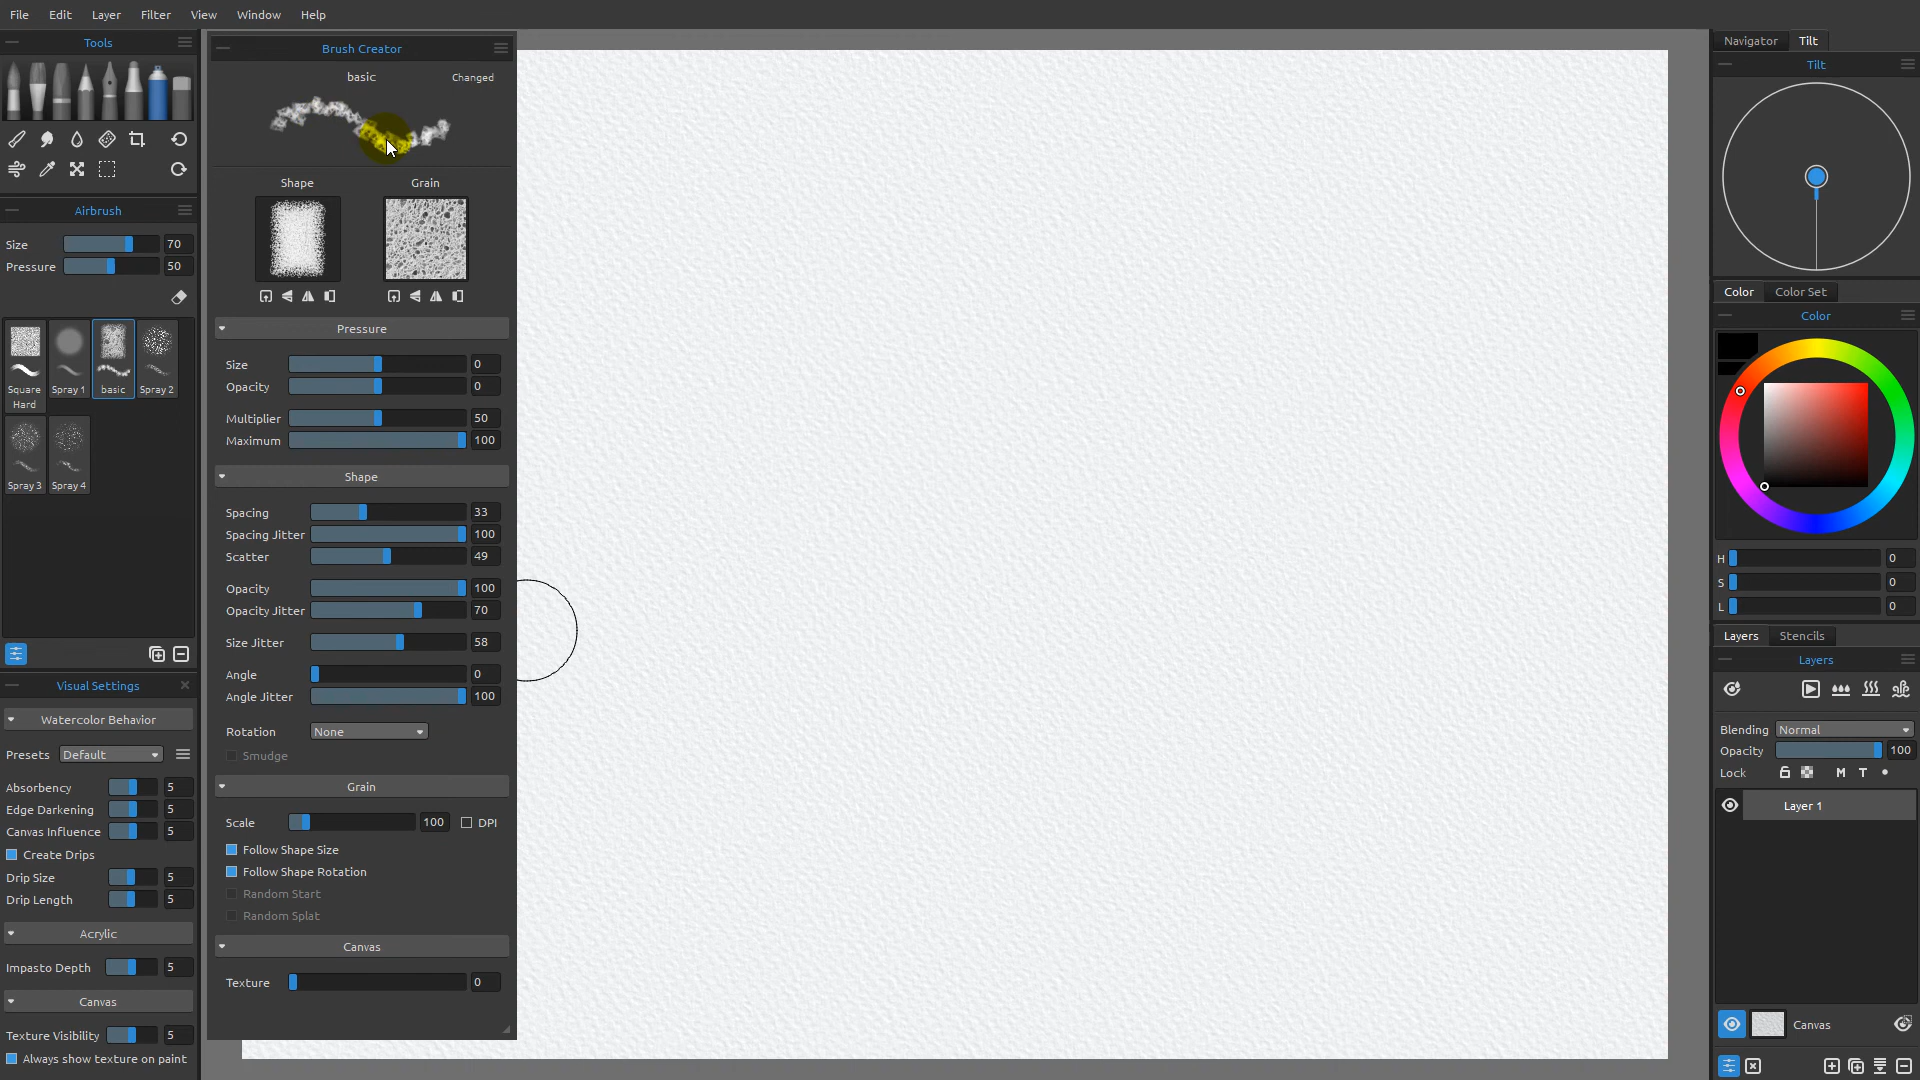 File Edit Layer Filter View Window Help
Tools
Airbrush
Size 70
Pressure 50
Square Hard
Spray 1
basic
Spray 2
Spray 3
Spray 4
Visual Settings
Watercolor Behavior
Presets Default
Absorbency 5
Edge Darkening 5
Canvas Influence 5
Create Drips
Drip Size 5
Drip Length 5
Acrylic
Impasto Depth 5
Canvas
Texture Visibility 5
Always show texture on paint
Brush Creator
basic Changed
Shape Grain
Pressure
Size 0
Opacity 0
Multiplier 50
Maximum 100
Shape
Spacing 33
Spacing Jitter 100
Scatter 49
Opacity 100
Opacity Jitter 70
Size Jitter 58
Angle 0
Angle Jitter 100
Rotation None
Smudge
Grain
Scale 100 DPI
Follow Shape Size
Follow Shape Rotation
Random Start
Random Splat
Canvas
Texture 0
Navigator Tilt
Tilt
Color Color Set
Color
H 0
S 0
L 0
Layers Stencils
Layers
Blending Normal
Opacity 100
Lock M T
Layer 1
Canvas